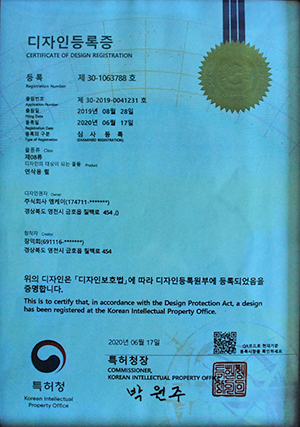 디자인등록증
CERTIFICATE OF DESIGN REGISTRATION
등 록 제 30-1063788 호
Registration Number
출원번호 제 30-2019-0041231 호
Application Number
출원일 2019년 08월 28일
Filing Date
등록일 2020년 06월 17일
Registration Date
등록의 구분 심 사 등 록
Type of Registration (EXAMINED REGISTRATION)
물품류 Class
제08류
디자인의 대상이 되는 물품 Product
연삭용 휠
디자인권자 Owner
주식회사 앰케이(174711-*******)
경상북도 영천시 금호읍 칠백로 454 ,()
창작자 Creator
장덕회(691116-*******)
경상북도 영천시 금호읍 칠백로 454
위의 디자인은 「디자인보호법」에 따라 디자인등록원부에 등록되었음을
증명합니다.
This is to certify that, in accordance with the Design Protection Act, a design
has been registered at the Korean Intellectual Property Office.
2020년 06월 17일
QR코드로 현재기준
등록사항을 확인하세요
특허청
Korean Intellectual
Property Office
특허청장
COMMISSIONER,
KOREAN INTELLECTUAL PROPERTY OFFICE
박 원 주